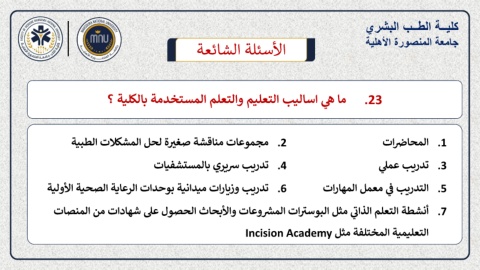 كلية الطب البشري
جامعة المنصورة الأهلية
MNU
الأسئلة الشائعة
23. ما هي اساليب التعليم والتعلم المستخدمة بالكلية ؟
1. المحاضرات
2. مجموعات مناقشة صغيرة لحل المشكلات الطبية
3. تدريب عملي
4. تدريب سريري بالمستشفيات
5. التدريب في معمل المهارات
6. تدريب وزيارات ميدانية بوحدات الرعاية الصحية الأولية
7. أنشطة التعلم الذاتي مثل البوسترات المشروعات والأبحاث الحصول على شهادات من المنصات
التعليمية المختلفة مثل Incision Academy